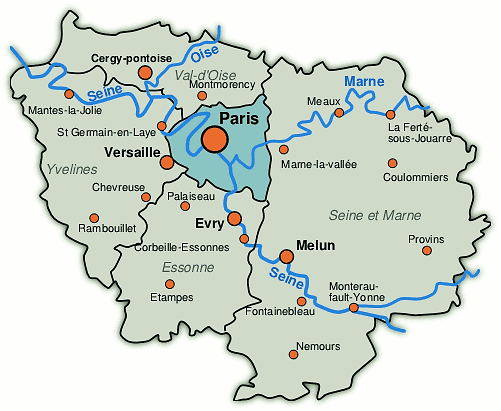 Oise
Cergy-pontoise
Val-d'Oise
Marne
Seine
Montmorency
Mantes-la-Jolie
Meaux
Paris
St Germain-en-Laye
La Ferté-
sous-Jouarre
Versaille
Marne-la-vallée
Yvelines
Coulommiers
Chevreuse
Palaiseau
Rambouillet
Evry
Seine et Marne
Corbeille-Essonnes
Melun
Provins
Essonne
Seine
Etampes
Monterau-
fault-Yonne
Fontainebleau
Nemours